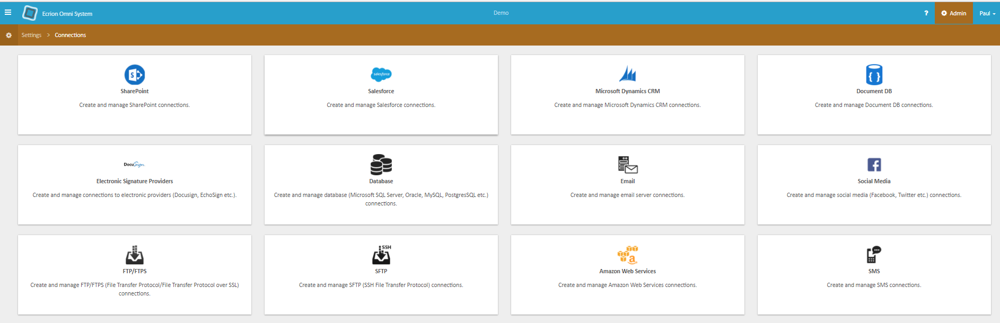 Ecrion Omni System
Demo
?
Admin
Paul
Settings > Connections
SharePoint
Create and manage SharePoint connections.
salesforce
Salesforce
Create and manage Salesforce connections.
Microsoft Dynamics CRM
Create and manage Microsoft Dynamics CRM connections.
{ }
Document DB
Create and manage Document DB connections.
DocuSign
Electronic Signature Providers
Create and manage connections to electronic providers (Docusign, EchoSign etc.).
Database
Create and manage database (Microsoft SQL Server, Oracle, MySQL, PostgresSQL etc.)
connections.
Email
Create and manage email server connections.
Social Media
Create and manage social media (Facebook, Twitter etc.) connections.
FTP/FTPS
Create and manage FTP/FTPS (File Transfer Protocol/File Transfer Protocol over SSL)
connections.
SSH
SFTP
Create and manage SFTP (SSH File Transfer Protocol) connections.
Amazon Web Services
Create and manage Amazon Web Services connections.
SMS
Create and manage SMS connections.